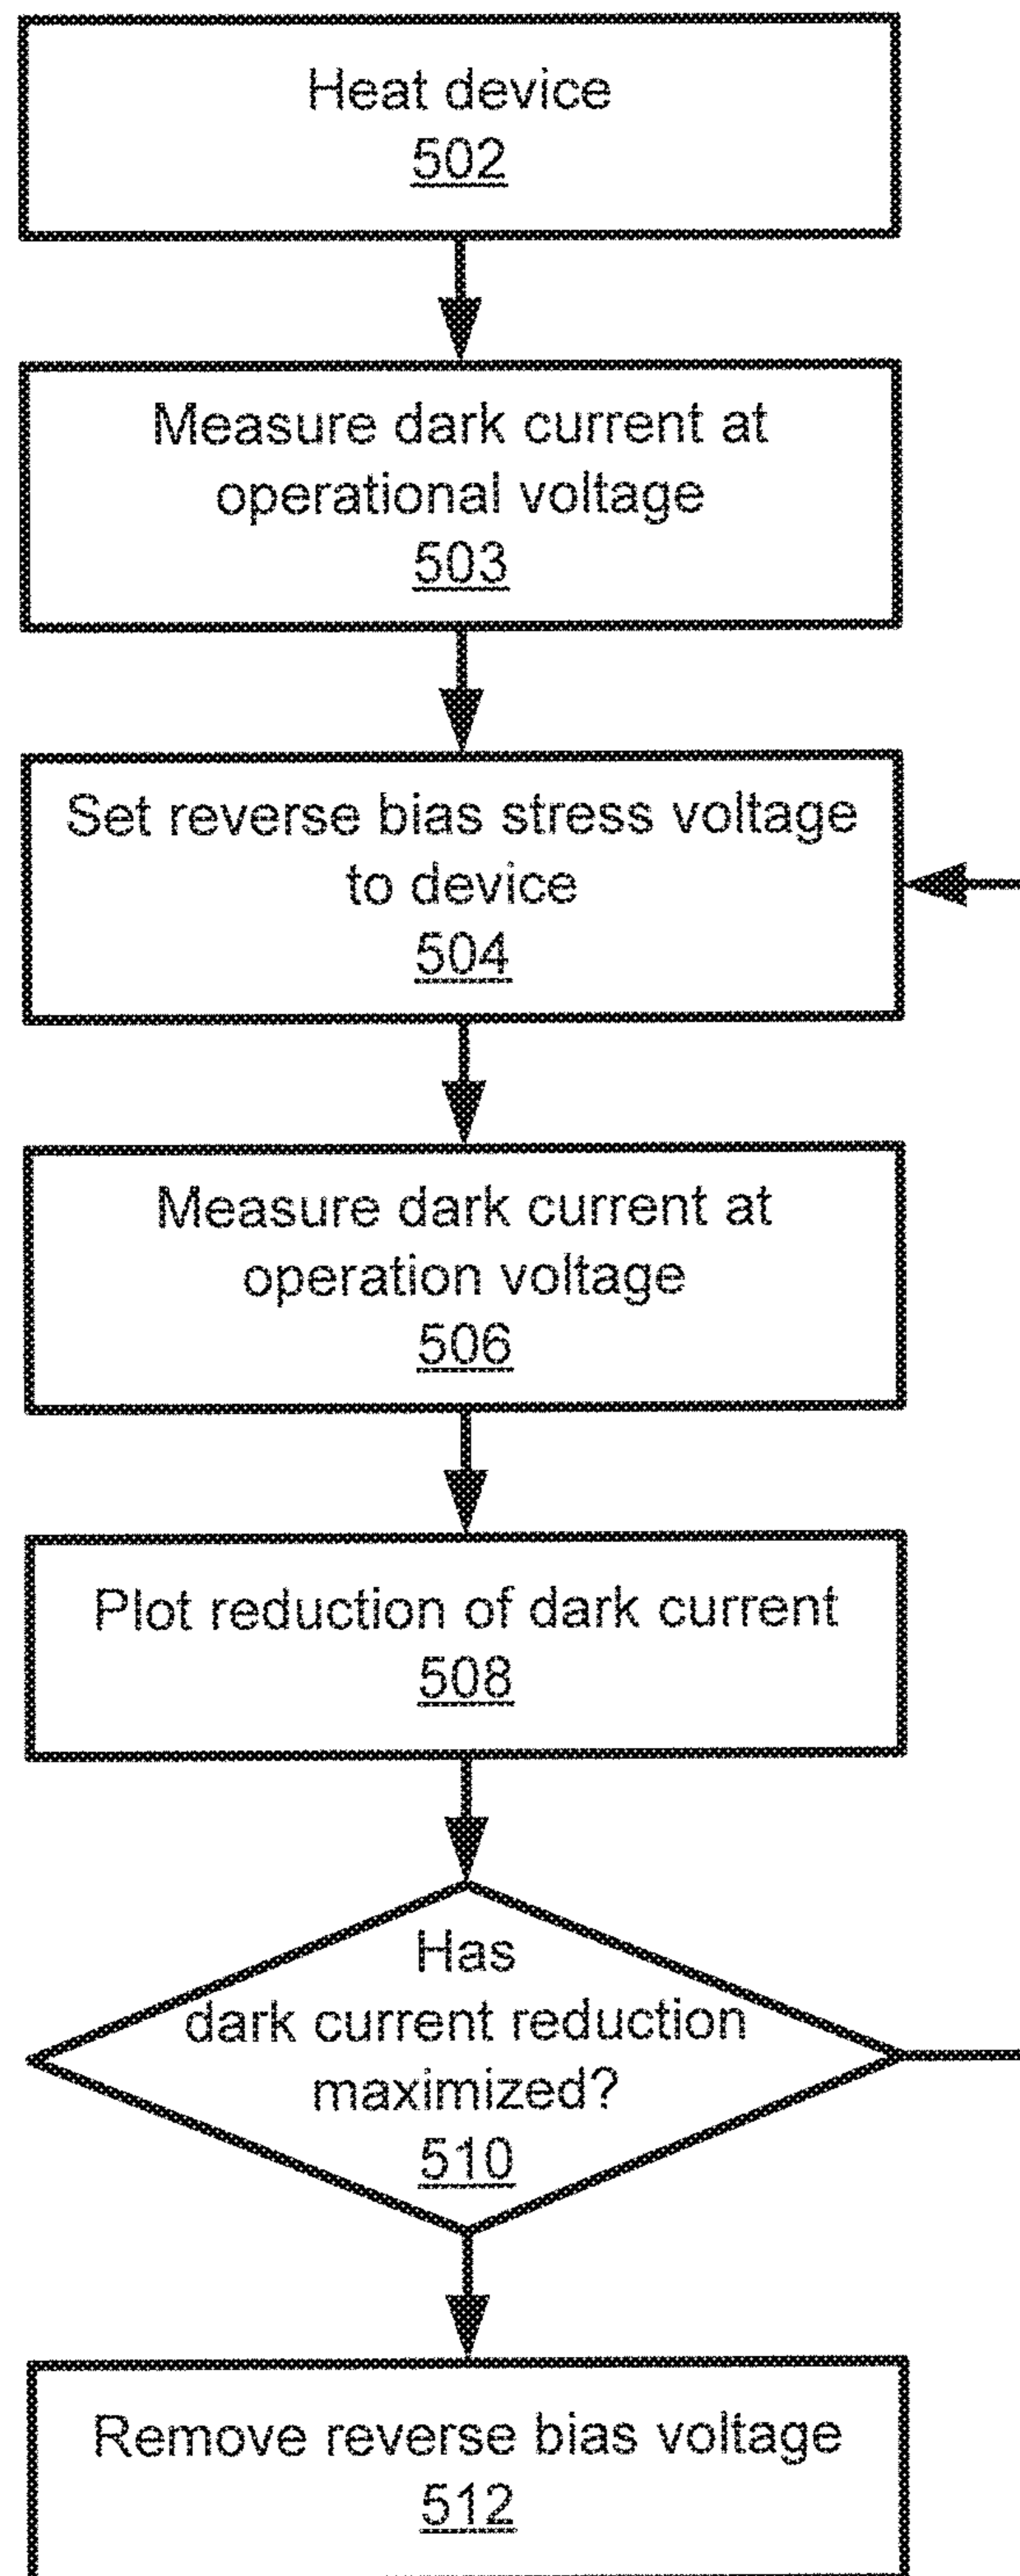 Heat device
502
Measure dark current at
operational voltage
503
Set reverse bias stress voltage
to device
504
Measure dark current at
operation voltage
506
Plot reduction of dark current
508
Has
dark current reduction
maximized?
510
Remove reverse bias voltage
512